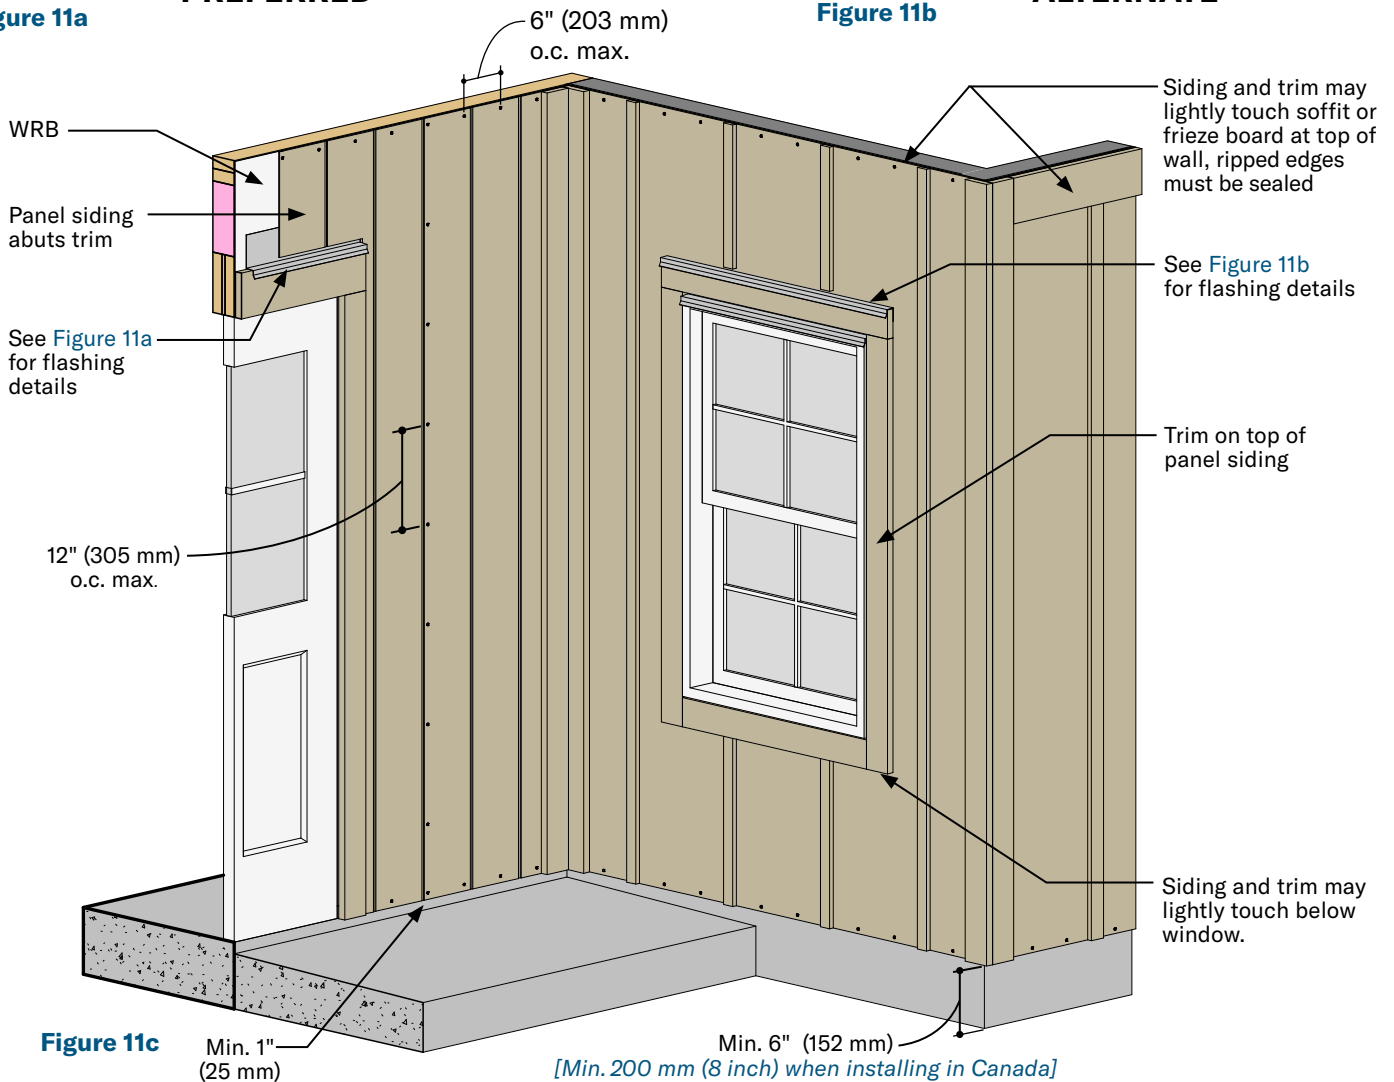 6" (203 mm)
o.c. max.
WRB
Panel siding
abuts trim
See Figure 11a
for flashing
details
12" (305 mm)
o.c. max.
Siding and trim may
lightly touch soffit or
frieze board at top of
wall, ripped edges
must be sealed
See Figure 11b
for flashing details
Trim on top of
panel siding
Siding and trim may
lightly touch below
window.
Figure 11b
Figure 11c
Min. 1"
(25 mm)
Min. 6" (152 mm)
[Min. 200 mm (8 inch) when installing in Canada]